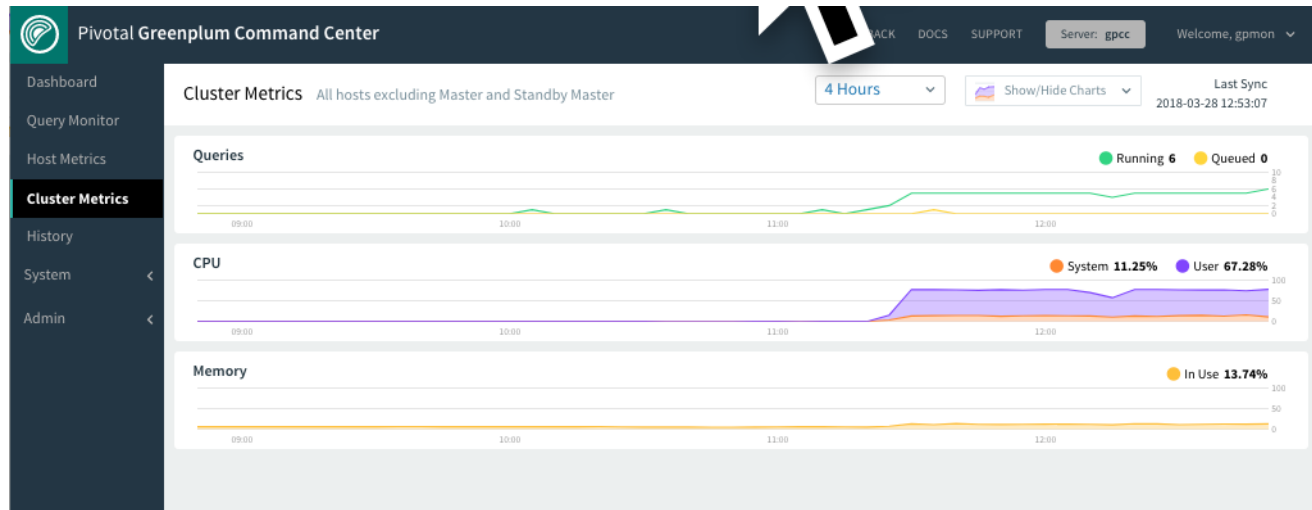 Pivotal Greenplum Command Center
BACK DOCS SUPPORT Server: gpcc Welcome, gpmon
Dashboard
Query Monitor
Host Metrics
Cluster Metrics
History
System
Admin
Cluster Metrics All hosts excluding Master and Standby Master
4 Hours
Show/Hide Charts
Last Sync
2018-03-28 12:53:07
Queries
Running 6 Queued 0
10
8
6
4
2
0
09:00 10:00 11:00 12:00
CPU
System 11.25% User 67.28%
100
50
0
09:00 10:00 11:00 12:00
Memory
In Use 13.74%
100
50
0
09:00 10:00 11:00 12:00